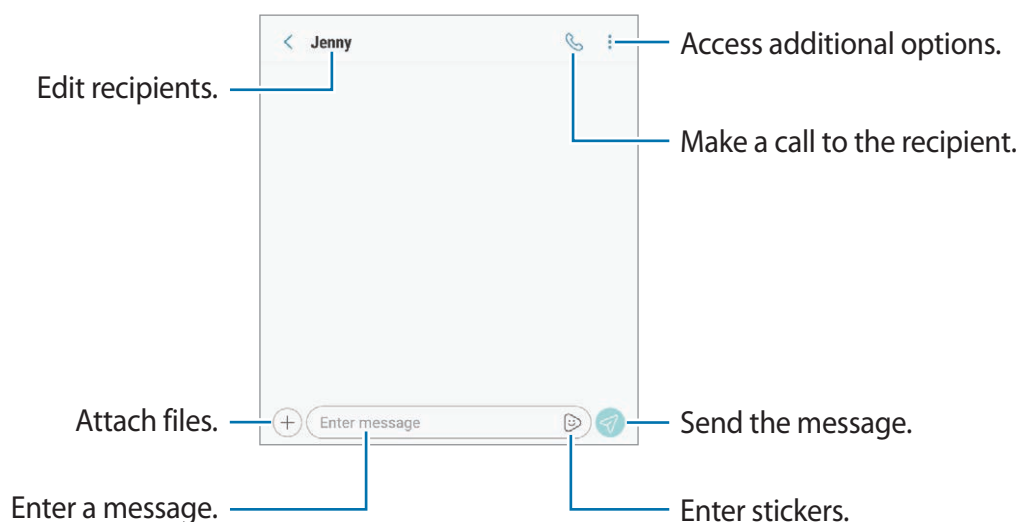 Jenny
Access additional options.
Edit recipients.
Make a call to the recipient.
Attach files.
Enter message
Send the message.
Enter a message.
Enter stickers.